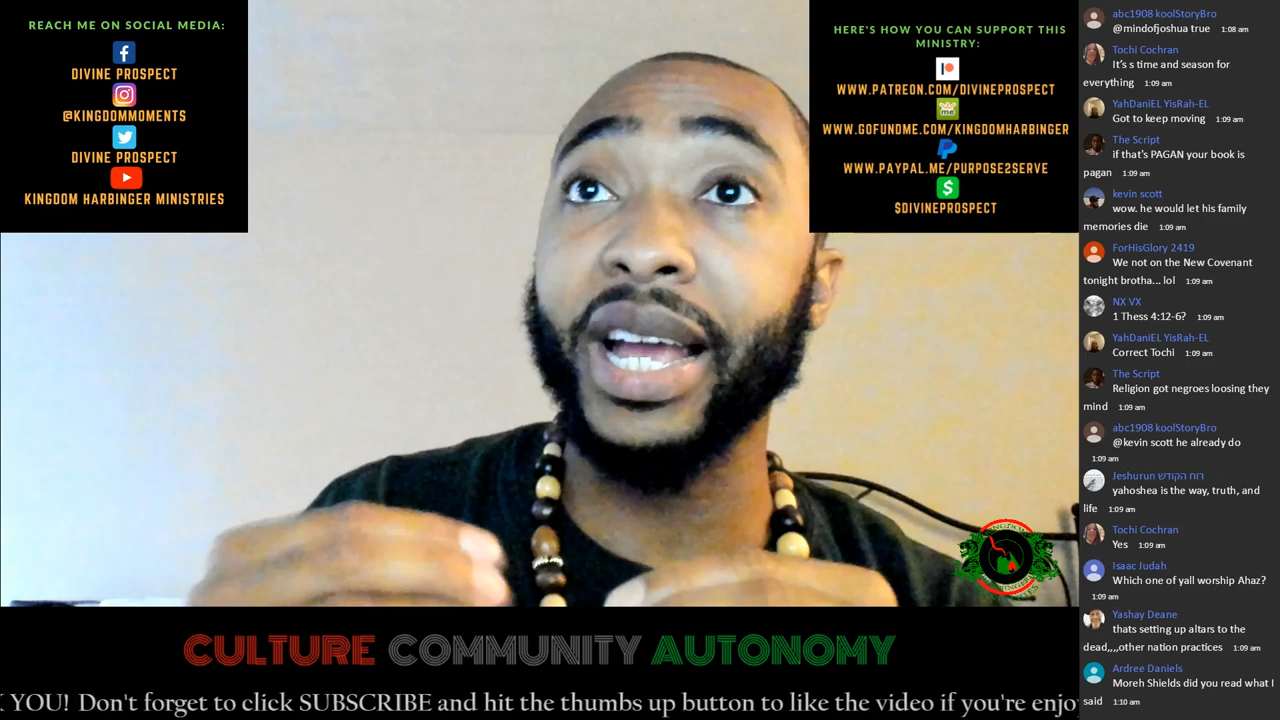 REACH ME ON SOCIAL MEDIA:
DIVINE PROSPECT
@KINGDOMMOMENTS
DIVINE PROSPECT
KINGDOM HARBINGER MINISTRIES
HERE'S HOW YOU CAN SUPPORT THIS
MINISTRY:
WWW.PATREON.COM/DIVINEPROSPECT
me
WWW.GOFUNDME.COM/KINGDOMHARBINGER
WWW.PAYPAL.ME/PURPOSE2SERVE
$DIVINEPROSPECT
abc1908 koolStoryBro
@mindofjoshua true 1:08 am
Tochi Cochran
It's s time and season for
everything 1:09 am
YahDaniEL YisRah-EL
Got to keep moving 1:09 am
The Script
if that's PAGAN your book is
pagan 1:09 am
kevin scott
wow. he would let his family
memories die 1:09 am
ForHisGlory 2419
We not on the New Covenant
tonight brotha... lol 1:09 am
NX VX
1 Thess 4:12-6? 1:09 am
YahDaniEL YisRah-EL
Correct Tochi 1:09 am
The Script
Religion got negroes loosing they
mind 1:09 am
abc1908 koolStoryBro
@kevin scott he already do
1:09 am
Jeshurun רוח הקודש
yahoshea is the way, truth, and
life 1:09 am
Tochi Cochran
Yes 1:09 am
Isaac Judah
Which one of yall worship Ahaz?
1:09 am
Yashay Deane
thats setting up altars to the
dead,,,,other nation practices 1:09 am
Ardree Daniels
Moreh Shields did you read what I
said 1:10 am
KINGDOM
CULTURE COMMUNITY AUTONOMY
YOU! Don't forget to click SUBSCRIBE and hit the thumbs up button to like the video if you're enjo